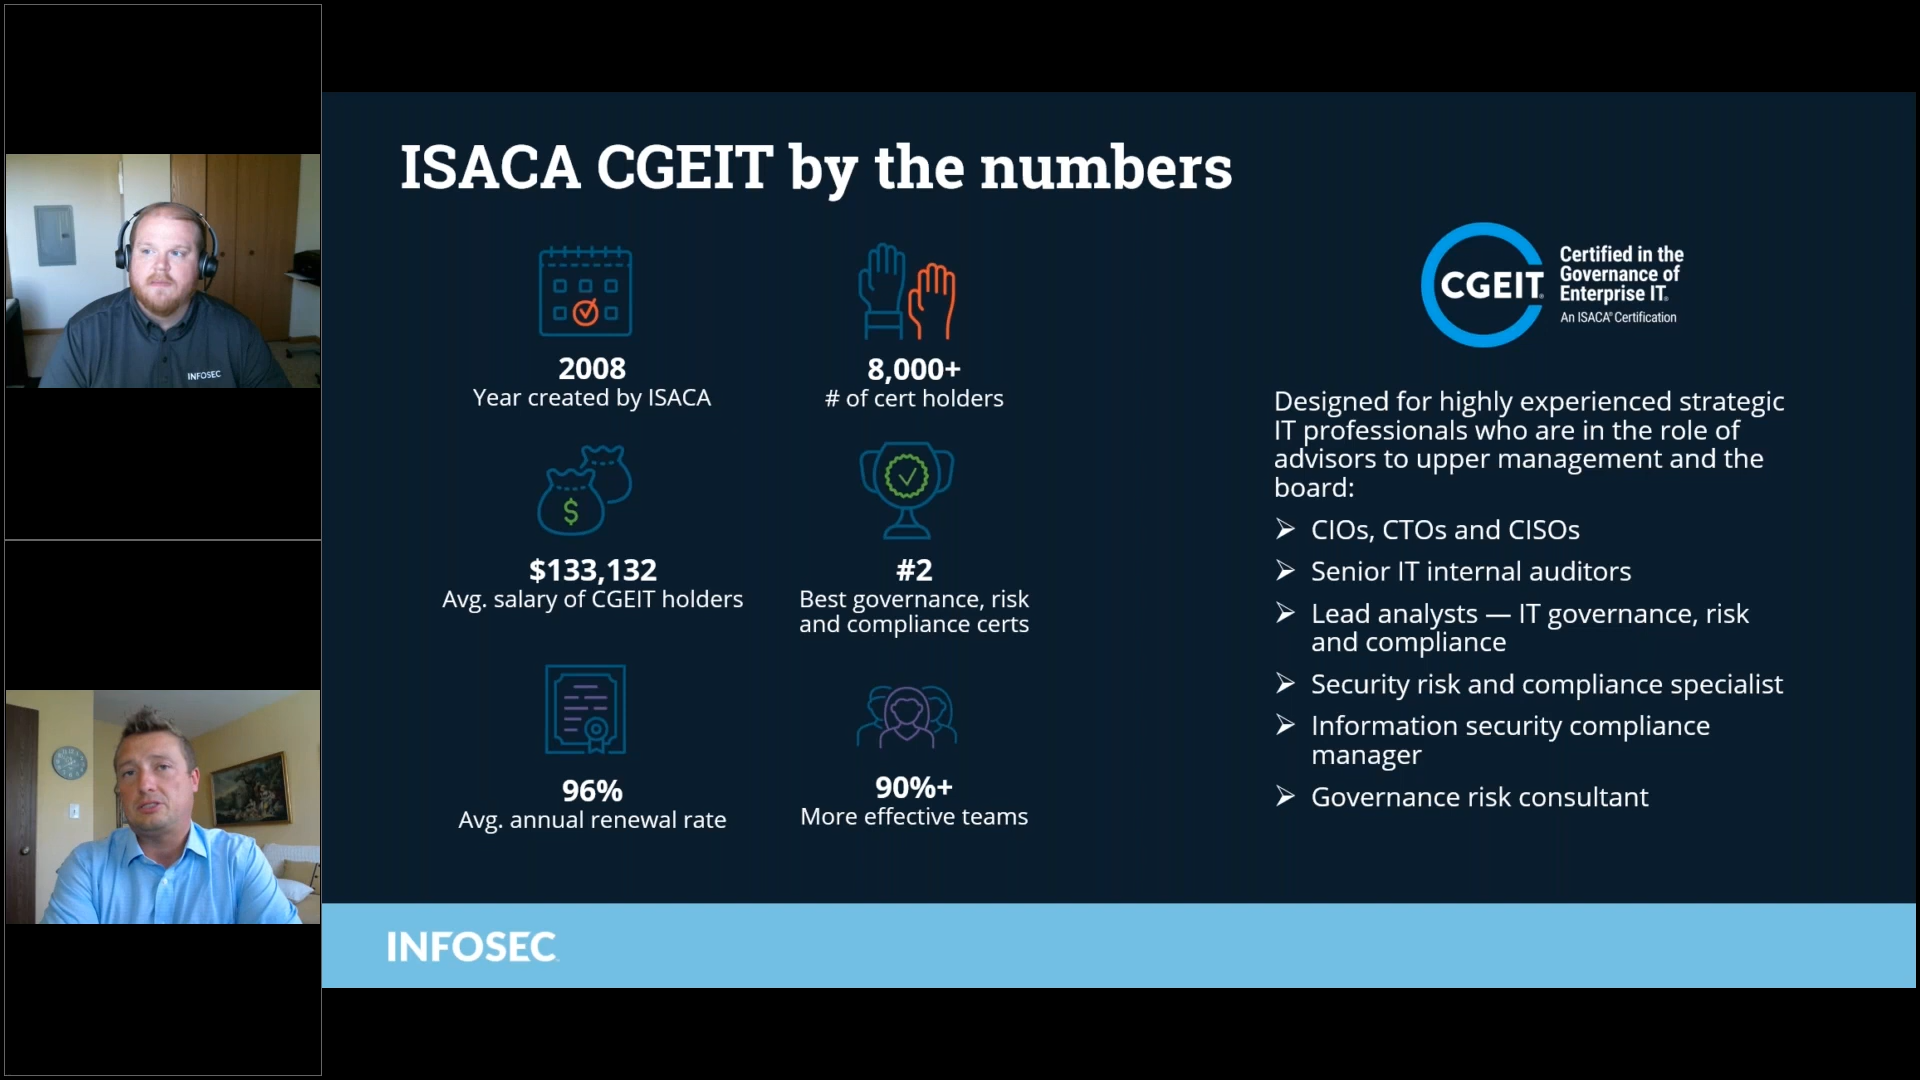 ISACA CGEIT by the numbers
2008
Year created by ISACA
8,000+
# of cert holders
$
$133,132
Avg. salary of CGEIT holders
#2
Best governance, risk
and compliance certs
96%
Avg. annual renewal rate
90%+
More effective teams
CGEIT®
Certified in the
Governance of
Enterprise IT®
An ISACA® Certification
Designed for highly experienced strategic
IT professionals who are in the role of
advisors to upper management and the
board:
➢ CIOs, CTOs and CISOs
➢ Senior IT internal auditors
➢ Lead analysts — IT governance, risk
and compliance
➢ Security risk and compliance specialist
➢ Information security compliance
manager
➢ Governance risk consultant
INFOSEC
INFOSEC